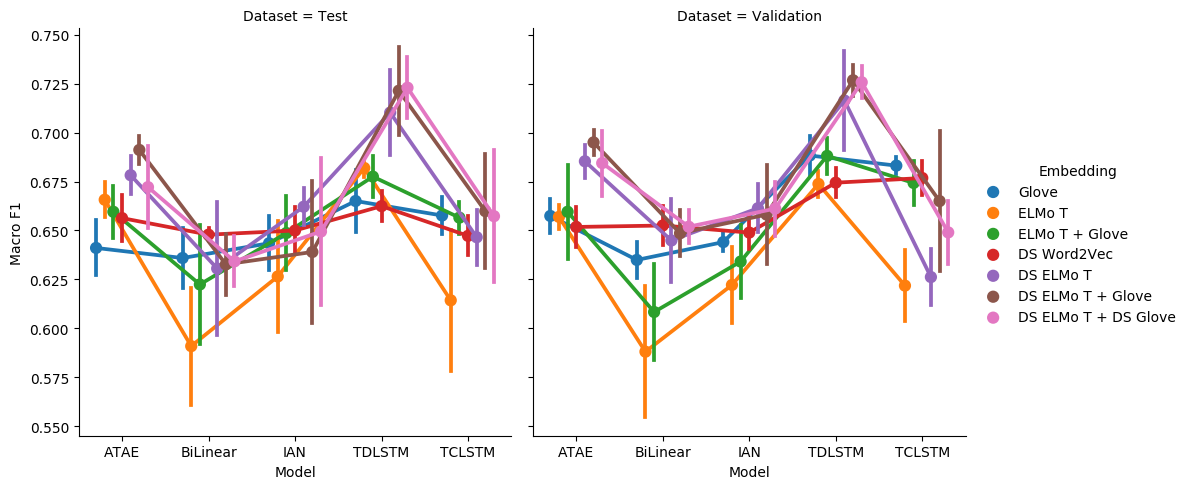 Dataset = Test
Dataset = Validation
0.750
0.725
0.700
0.675
0.650
0.625
0.600
0.575
0.550
Macro F1
ATAE
BiLinear
IAN
TDLSTM
TCLSTM
Model
ATAE
BiLinear
IAN
TDLSTM
TCLSTM
Model
Embedding
Glove
ELMo T
ELMo T + Glove
DS Word2Vec
DS ELMo T
DS ELMo T + Glove
DS ELMo T + DS Glove